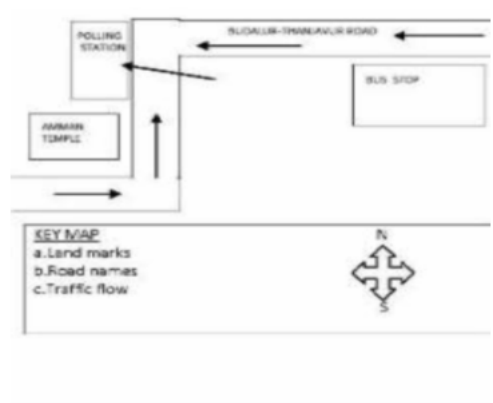 POLLING
STATION
BUDALUR-THANJAVUR ROAD
BUS STOP
AMMAN
TEMPLE
KEY MAP
a.Land marks
b.Road names
c.Traffic flow
N
S